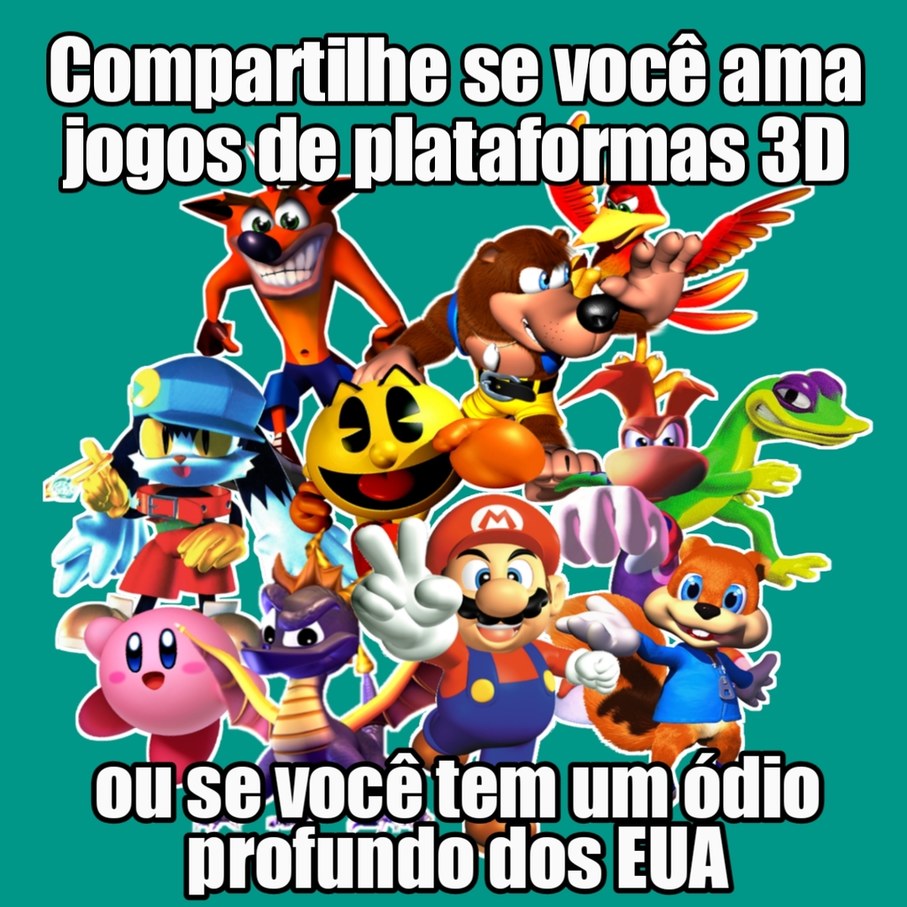 Compartilhe se você ama
jogos de plataformas 3D
M
ou se você tem um ódio
profundo dos EUA